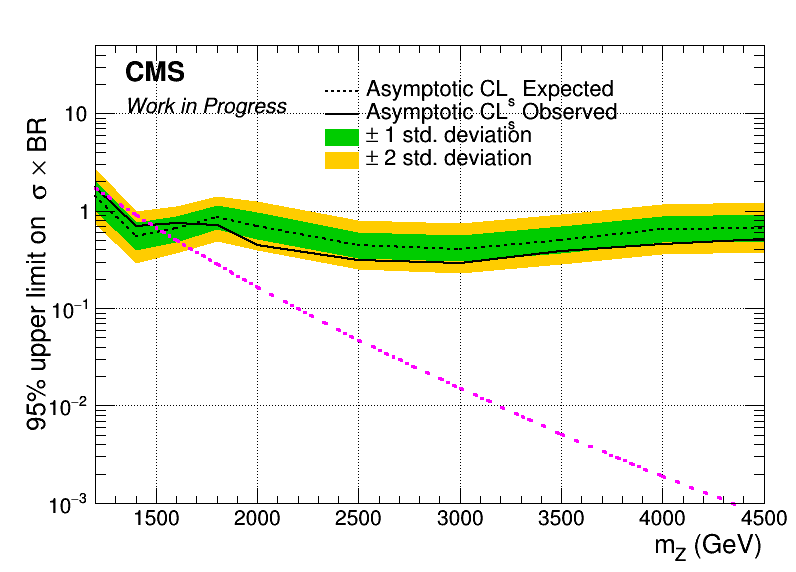 CMS
Work in Progress
Asymptotic CLs Expected
Asymptotic CLs Observed
± 1 std. deviation
± 2 std. deviation
95% upper limit on σ × BR
10
1
10⁻¹
10⁻²
10⁻³
1500 2000 2500 3000 3500 4000 4500
mZ (GeV)